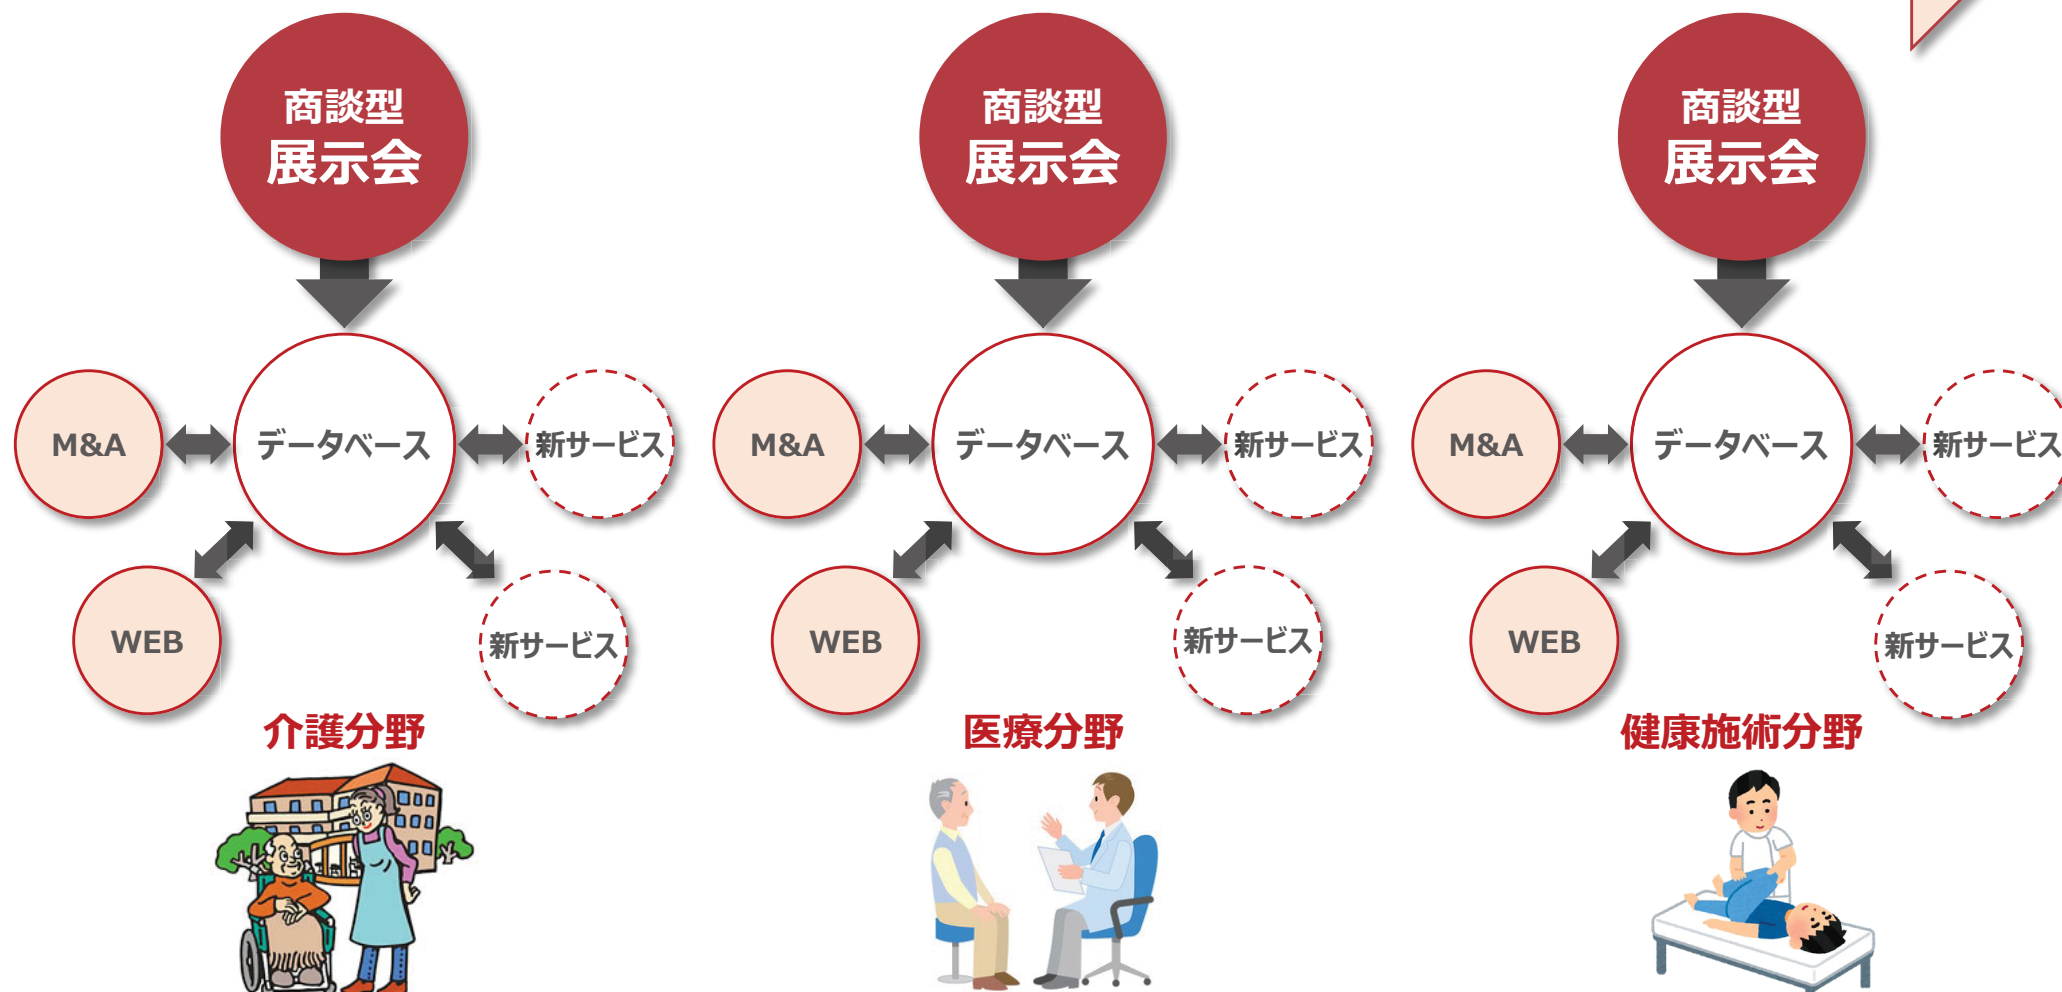 商談型
展示会
商談型
展示会
商談型
展示会
M&A
データベース
新サービス
M&A
データベース
新サービス
M&A
データベース
新サービス
WEB
新サービス
WEB
新サービス
WEB
新サービス
介護分野
医療分野
健康施術分野